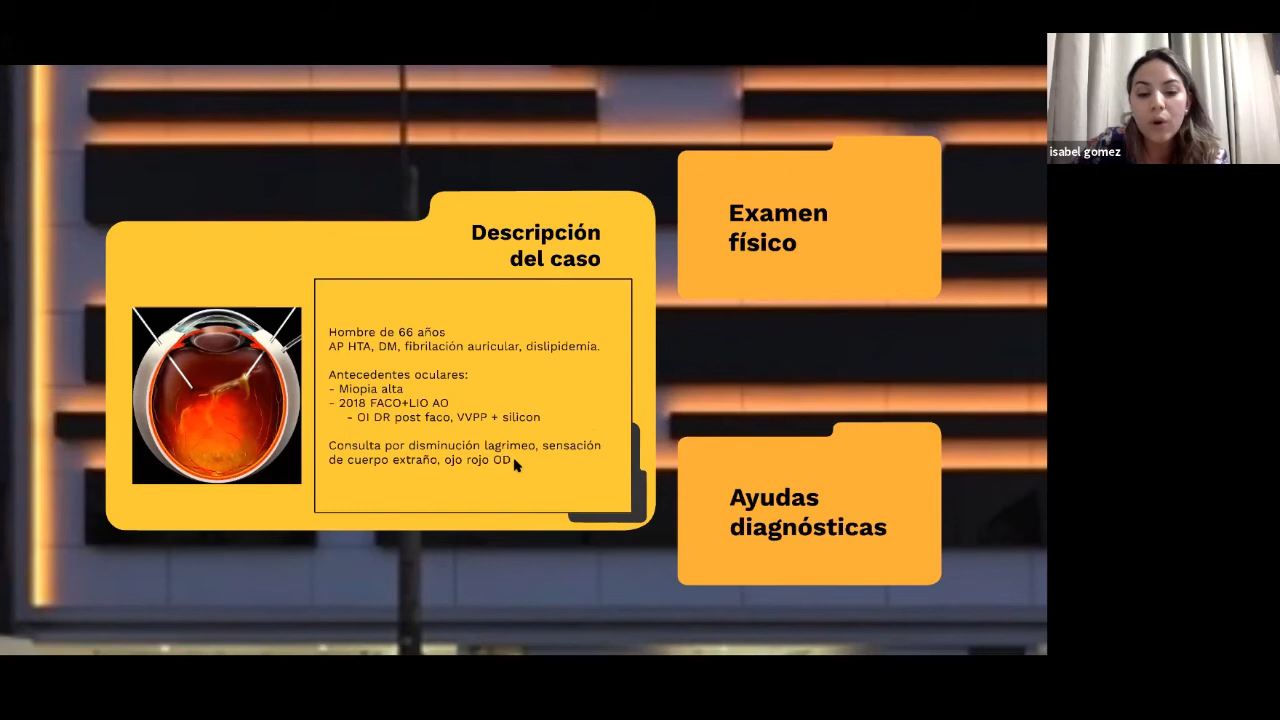 Descripción
del caso
Hombre de 66 años
AP HTA, DM, fibrilación auricular, dislipidemia.
Antecedentes oculares:
- Miopia alta
- 2018 FACO+LIO AO
- OI DR post faco, VVPP + silicon
Consulta por disminución lagrimeo, sensación
de cuerpo extraño, ojo rojo OD
Examen
físico
Ayudas
diagnósticas
isabel gomez